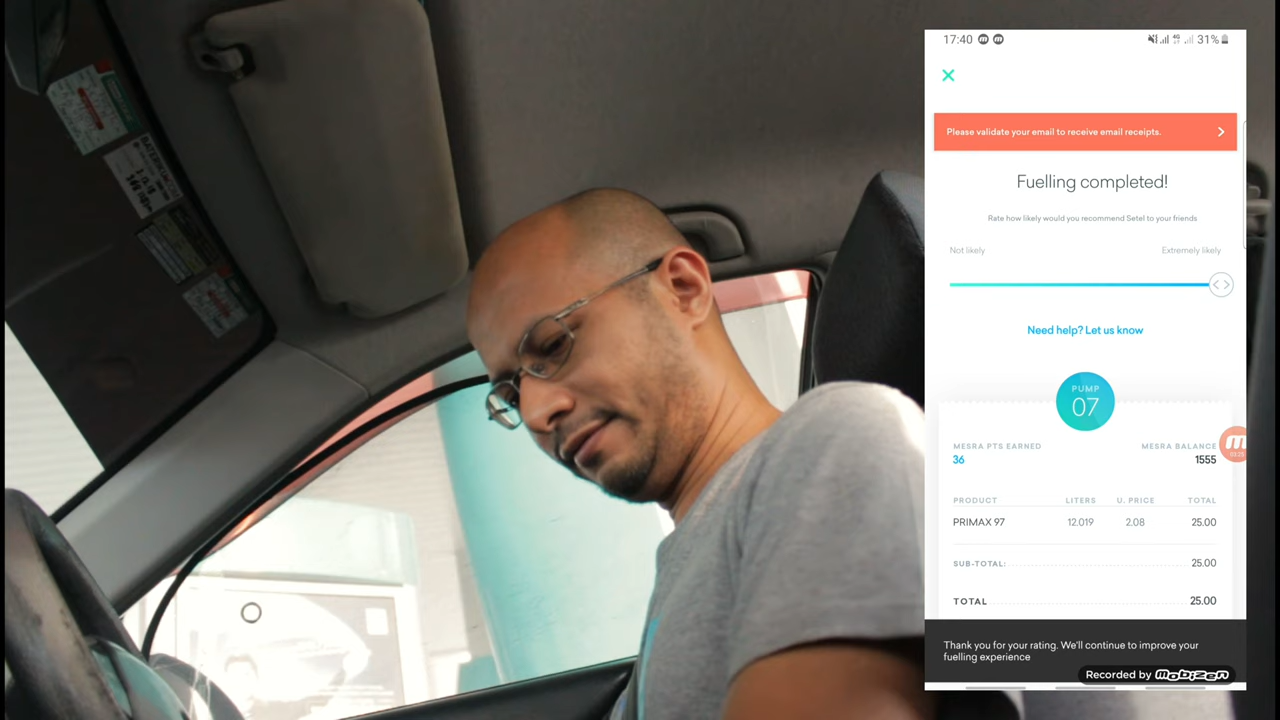 17:40
4G
31%
Please validate your email to receive email receipts.
Fuelling completed!
Rate how likely would you recommend Setel to your friends
Not likely
Extremely likely
Need help? Let us know
PUMP
07
MESRA PTS EARNED
MESRA BALANCE
36
1555
PRODUCT LITERS U. PRICE TOTAL
PRIMAX 97 12.019 2.08 25.00
SUB-TOTAL: 25.00
TOTAL 25.00
Thank you for your rating. We'll continue to improve your
fuelling experience
Recorded by mobizen